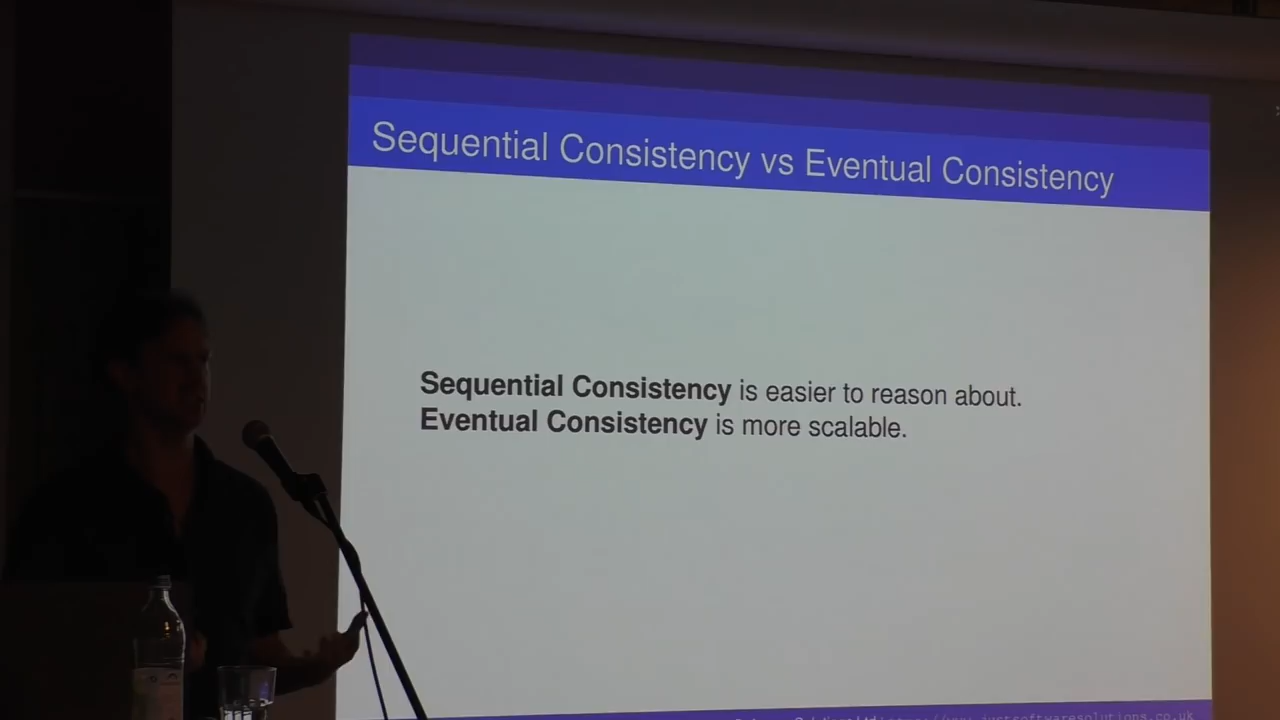 Sequential Consistency vs Eventual Consistency
Sequential Consistency is easier to reason about.
Eventual Consistency is more scalable.